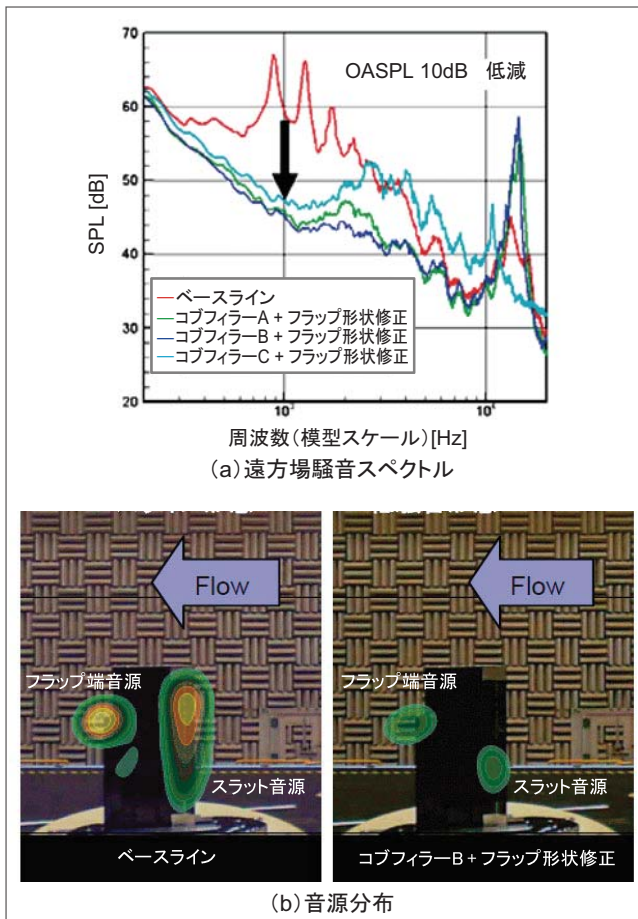 70
60
50
40
30
20
SPL [dB]
OASPL 10dB 低減
ベースライン
コブフィラーA + フラップ形状修正
コブフィラーB + フラップ形状修正
コブフィラーC + フラップ形状修正
10³
10⁴
周波数(模型スケール)[Hz]
(a)遠方場騒音スペクトル
Flow
フラップ端音源
スラット音源
ベースライン
Flow
フラップ端音源
スラット音源
コブフィラーB + フラップ形状修正
(b)音源分布